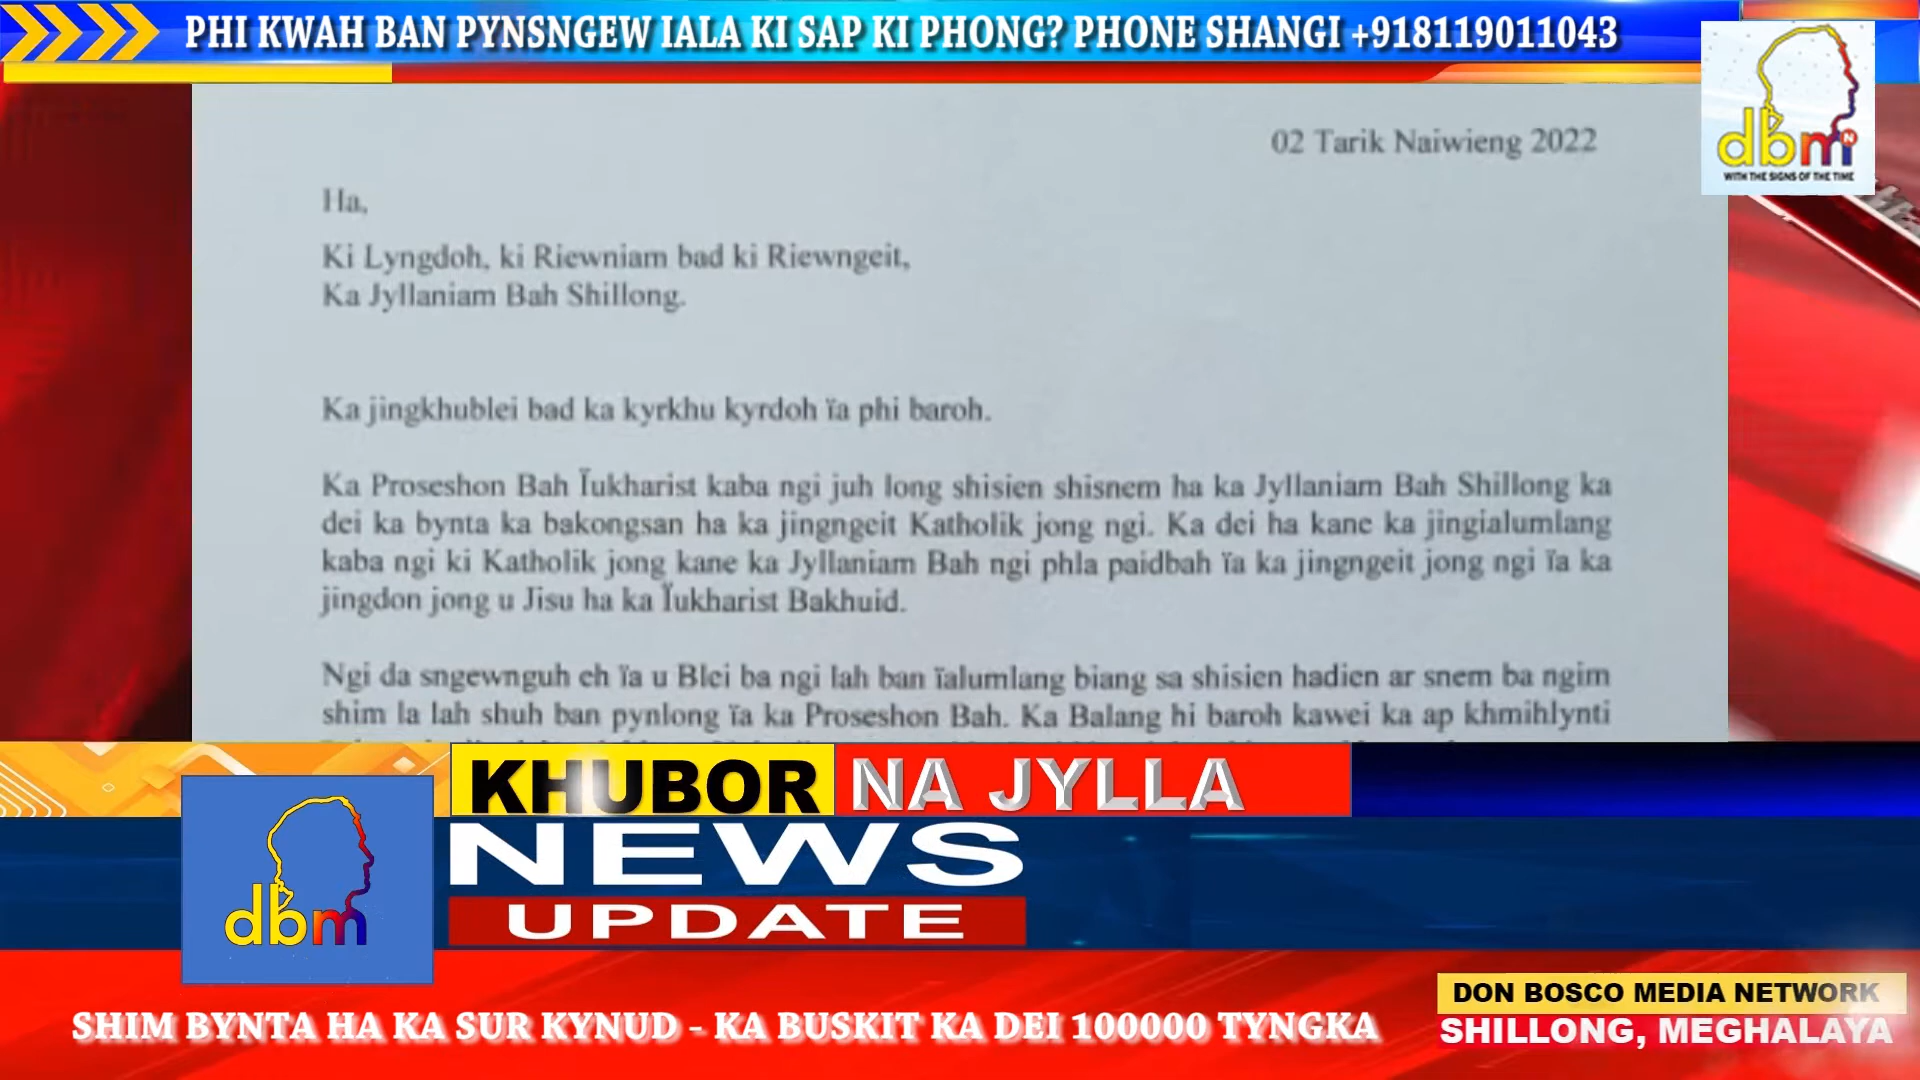 PHI KWAH BAN PYNSNGEW IALA KI SAP KI PHONG? PHONE SHANGI +918119011043
dbm
N
WITH THE SIGNS OF THE TIME
02 Tarik Naiwieng 2022
Ha,
Ki Lyngdoh, ki Riewniam bad ki Riewngeit,
Ka Jyllaniam Bah Shillong.
Ka jingkhublei bad ka kyrkhu kyrdoh ïa phi baroh.
Ka Proseshon Bah Ïukharist kaba ngi juh long shisien shisnem ha ka Jyllaniam Bah Shillong ka
dei ka bynta ka bakongsan ha ka jingngeit Katholik jong ngi. Ka dei ha kane ka jingialumlang
kaba ngi ki Katholik jong kane ka Jyllaniam Bah ngi phla paidbah ïa ka jingngeit jong ngi ïa ka
jingdon jong u Jisu ha ka Ïukharist Bakhuid.
Ngi da sngewnguh eh ïa u Blei ba ngi lah ban ïalumlang biang sa shisien hadien ar snem ba ngim
shim la lah shuh ban pynlong ïa ka Proseshon Bah. Ka Balang hi baroh kawei ka ap khmihlynti
KHUBOR NA JYLLA
NEWS
UPDATE
dbm
DON BOSCO MEDIA NETWORK
SHILLONG, MEGHALAYA
SHIM BYNTA HA KA SUR KYNUD - KA BUSKIT KA DEI 100000 TYNGKA